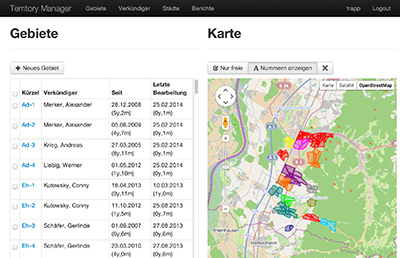 Territory Manager Gebiete Verkündiger Städte Berichte trapp Logout
Gebiete
+ Neues Gebiet
Kürzel Verkündiger Seit Letzte Bearbeitung
Ad-1 Merker, Alexander 28.12.2008 (5y,2m) 25.02.2014 (0y,1m)
Ad-2 Merker, Alexander 05.08.2009 (4y,7m) 25.02.2014 (0y,1m)
Ad-3 Krieg, Andreas 27.03.2005 (8y,11m) 25.02.2014 (0y,1m)
Ad-4 Liebig, Werner 01.05.2012 (1y,10m) 25.02.2014 (0y,1m)
Eh-1 Kutowsky, Conny 18.04.2013 (0y,11m) 10.03.2014 (1y,0m)
Eh-2 Kutowsky, Conny 11.10.2012 (1y,5m) 25.08.2013 (0y,6m)
Eh-3 Schäfer, Gerlinde 01.09.2007 (6y,6m) 27.08.2013 (0y,6m)
Eh-4 Schäfer, Gerlinde 23.03.2010 (4y,0m) 27.08.2013 (0y,6m)
Karte
Nur freie A Nummern anzeigen
Karte Satellit OpenStreetMap